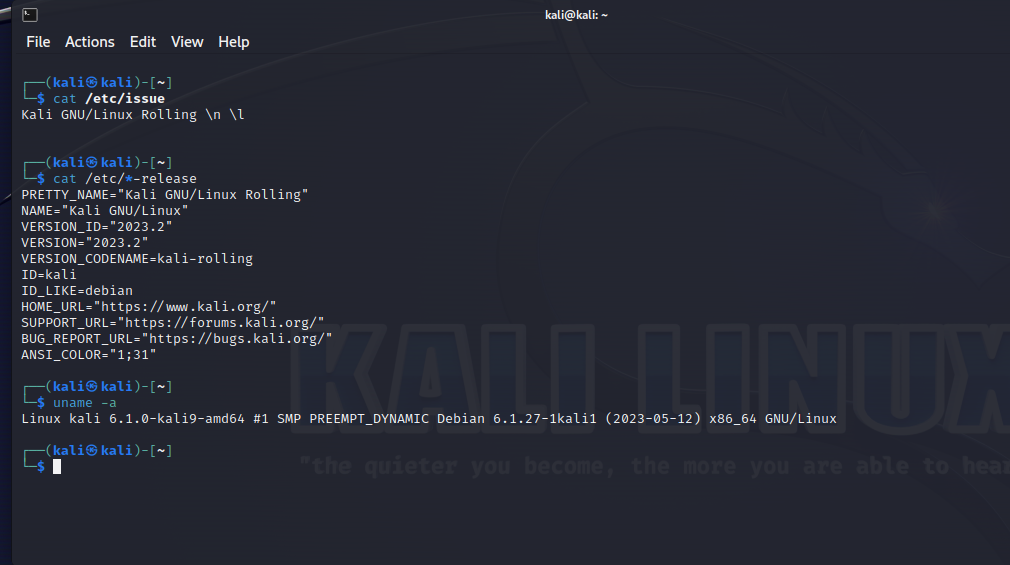 kali@kali: ~
File Actions Edit View Help
┌──(kali㉿kali)-[~]
└─$ cat /etc/issue
Kali GNU/Linux Rolling \n \l
┌──(kali㉿kali)-[~]
└─$ cat /etc/*-release
PRETTY_NAME="Kali GNU/Linux Rolling"
NAME="Kali GNU/Linux"
VERSION_ID="2023.2"
VERSION="2023.2"
VERSION_CODENAME=kali-rolling
ID=kali
ID_LIKE=debian
HOME_URL="https://www.kali.org/"
SUPPORT_URL="https://forums.kali.org/"
BUG_REPORT_URL="https://bugs.kali.org/"
ANSI_COLOR="1;31"
┌──(kali㉿kali)-[~]
└─$ uname -a
Linux kali 6.1.0-kali9-amd64 #1 SMP PREEMPT_DYNAMIC Debian 6.1.27-1kali1 (2023-05-12) x86_64 GNU/Linux
┌──(kali㉿kali)-[~]
└─$
KALI LINUX
"the quieter you become, the more you are able to hear